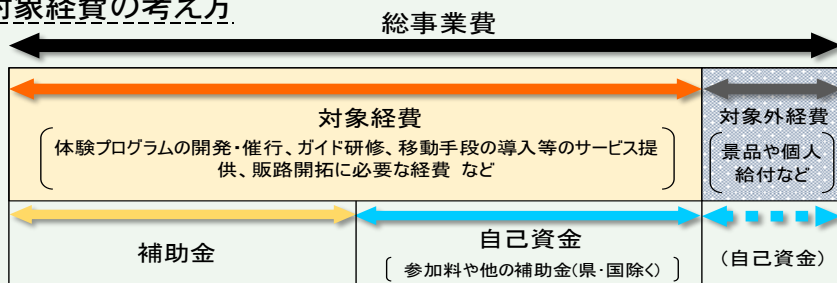 対象経費の考え方
総事業費
対象経費
体験プログラムの開発・催行、ガイド研修、移動手段の導入等のサービス提
供、販路開拓に必要な経費 など
対象外経費
景品や個人
給付など
補助金
自己資金
参加料や他の補助金(県・国除く)
(自己資金)